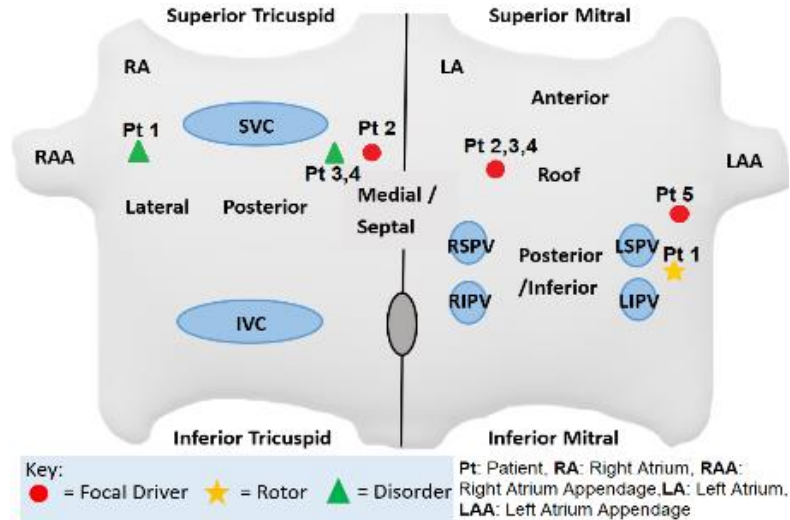 Superior Tricuspid
Superior Mitral
RA
LA
Anterior
Pt 1
SVC
Pt 2
Pt 2,3,4
RAA
LAA
Pt 3,4
Roof
Lateral
Posterior
Medial /
Septal
Pt 5
RSPV
Posterior
/Inferior
LSPV
Pt 1
RIPV
LIPV
IVC
Inferior Tricuspid
Inferior Mitral
Key:
= Focal Driver
= Rotor
= Disorder
Pt: Patient, RA: Right Atrium, RAA:
Right Atrium Appendage,LA: Left Atrium,
LAA: Left Atrium Appendage